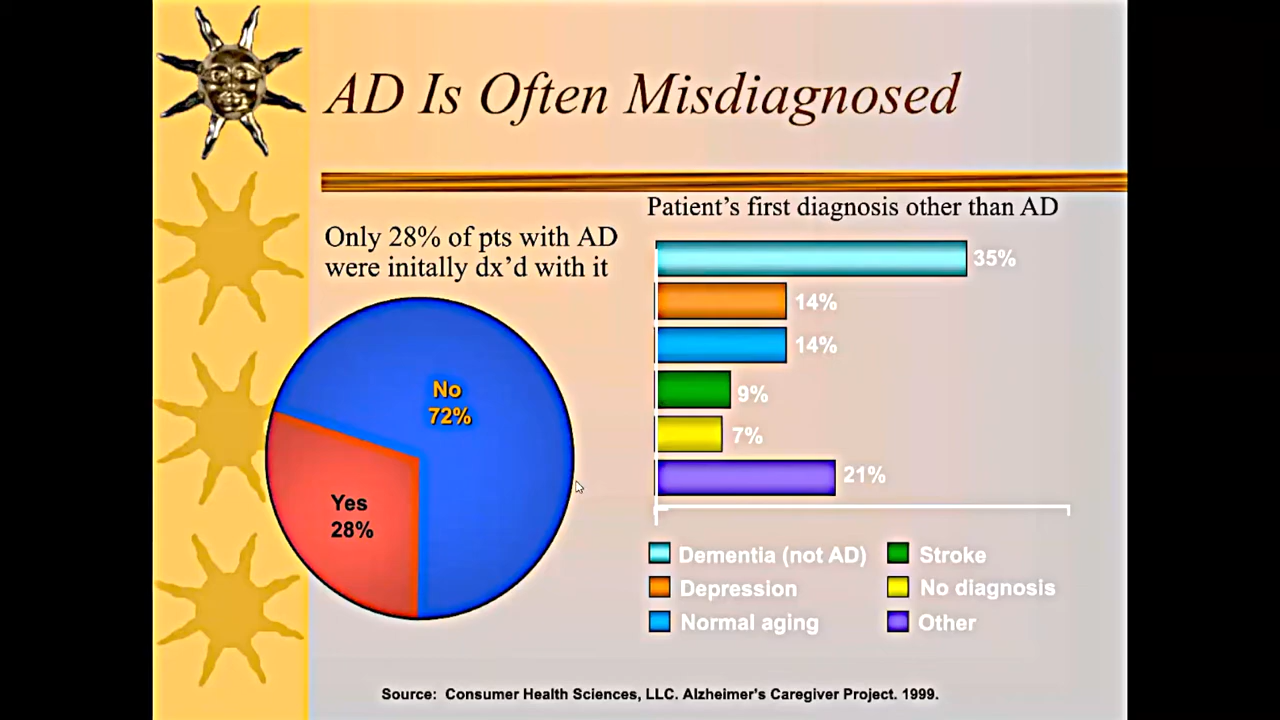 AD Is Often Misdiagnosed
Only 28% of pts with AD
were initally dx’d with it
No
72%
Yes
28%
Patient’s first diagnosis other than AD
35%
14%
14%
9%
7%
21%
Dementia (not AD)
Stroke
Depression
No diagnosis
Normal aging
Other
Source: Consumer Health Sciences, LLC. Alzheimer's Caregiver Project. 1999.